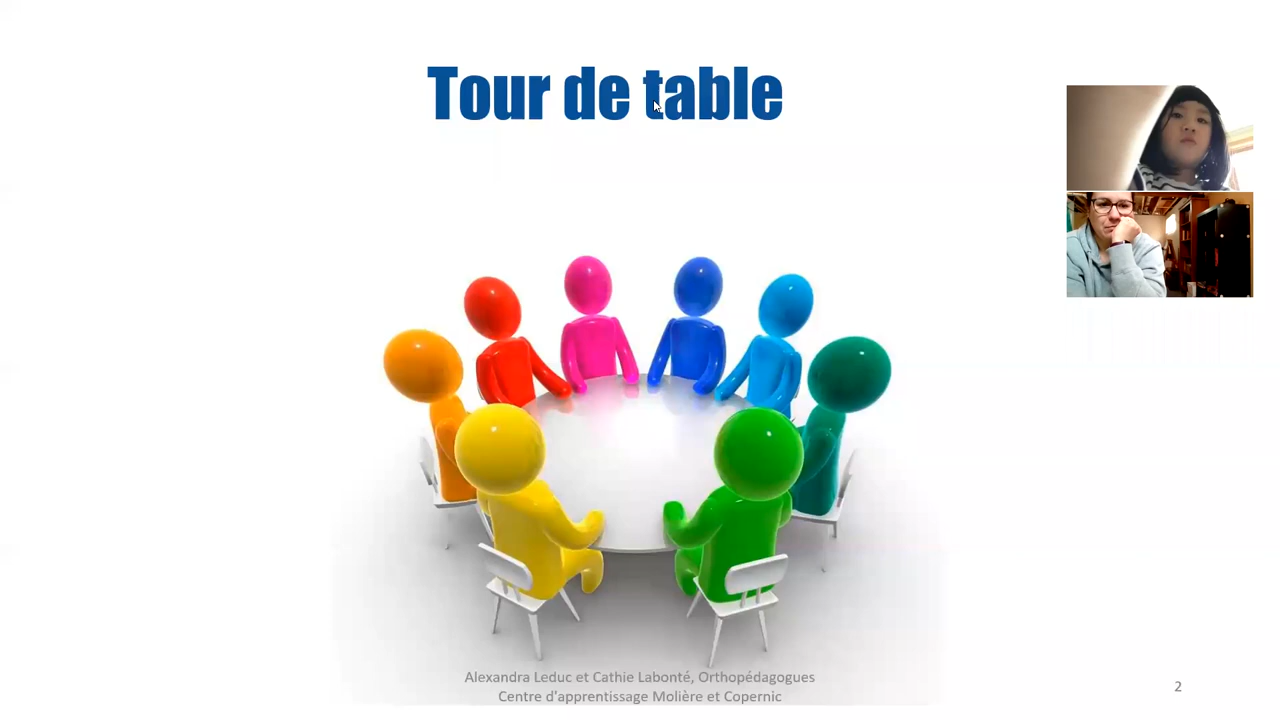 Tour de table
Alexandra Leduc et Cathie Labonté, Orthopédagogues
Centre d'apprentissage Molière et Copernic
2